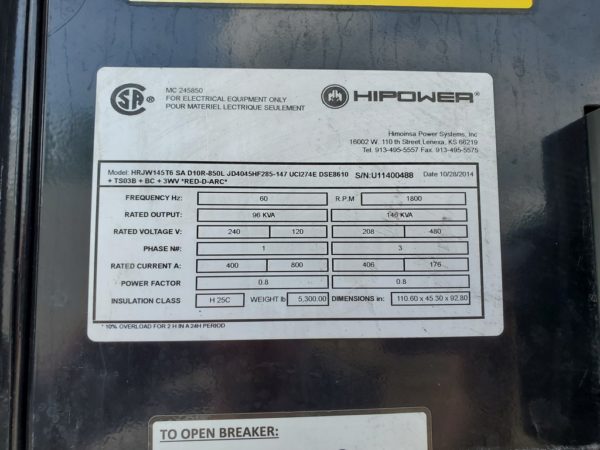 SA
MC 245850
FOR ELECTRICAL EQUIPMENT ONLY
POUR MATERIEL LECTRIQUE SEULEMENT
HIPOWER
Himoinsa Power Systems, Inc
16002 W. 110 th Street Lenexa, KS 66219
Tel. 913-495-5557 Fax. 913-495-5575
Model: HRJW145 T6 SA D10R-850L JD4045HF285-147 UCI274E DSE8610 S/N:U11400488 Date 10/28/2014
+ TS03B + BC + 3WV *RED-D-ARC*
FREQUENCY Hz: 60 R.P.M 1800
RATED OUTPUT: 96 KVA 146 KVA
RATED VOLTAGE V: 240 120 208 480
PHASE N#: 1 3
RATED CURRENT A: 400 800 406 176
POWER FACTOR 0.8 0.8
INSULATION CLASS H 25C WEIGHT lb 5,300.00 DIMENSIONS in: 110.60 x 45.30 x 92.80
* 10% OVERLOAD FOR 2 H IN A 24H PERIOD
TO OPEN BREAKER: